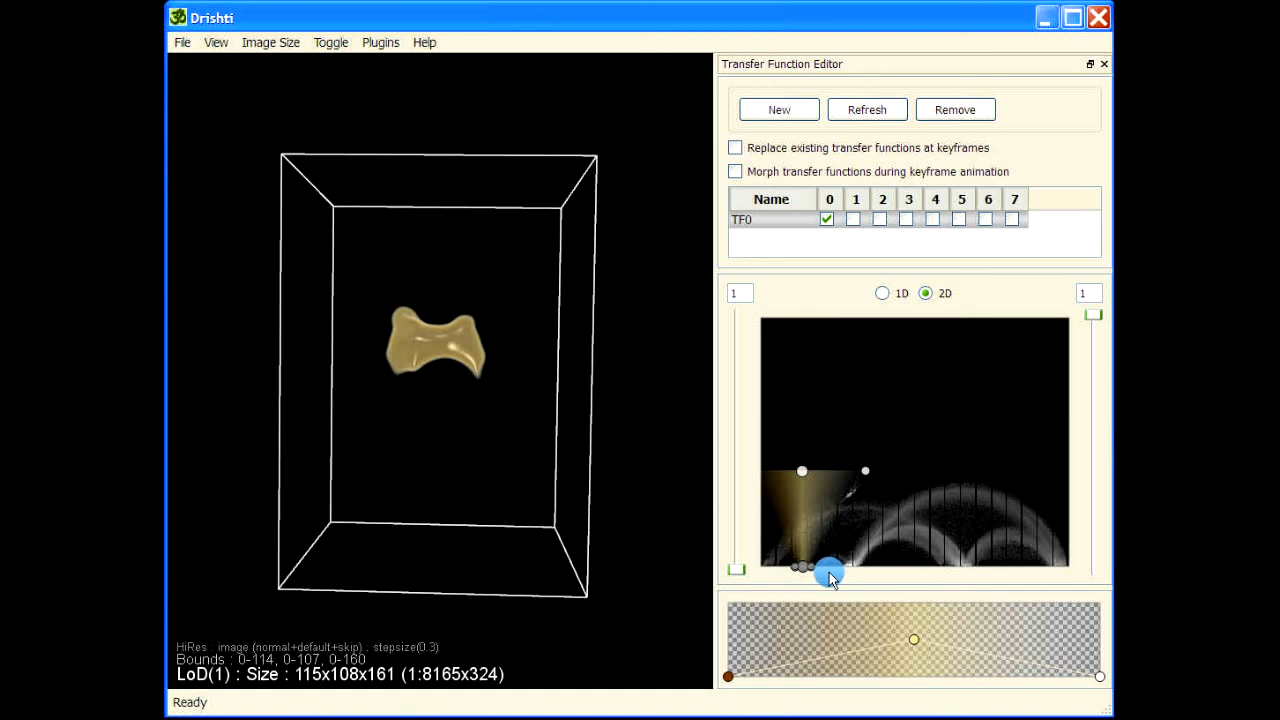 Drishti
File View Image Size Toggle Plugins Help
Transfer Function Editor
New Refresh Remove
Replace existing transfer functions at keyframes
Morph transfer functions during keyframe animation
Name 0 1 2 3 4 5 6 7
TF0
1 1D 2D 1
HiRes image (normal+default+skip) : stepsize(0.3)
Bounds : 0-114, 0-107, 0-160
LoD(1) : Size : 115x108x161 (1:8165x324)
Ready